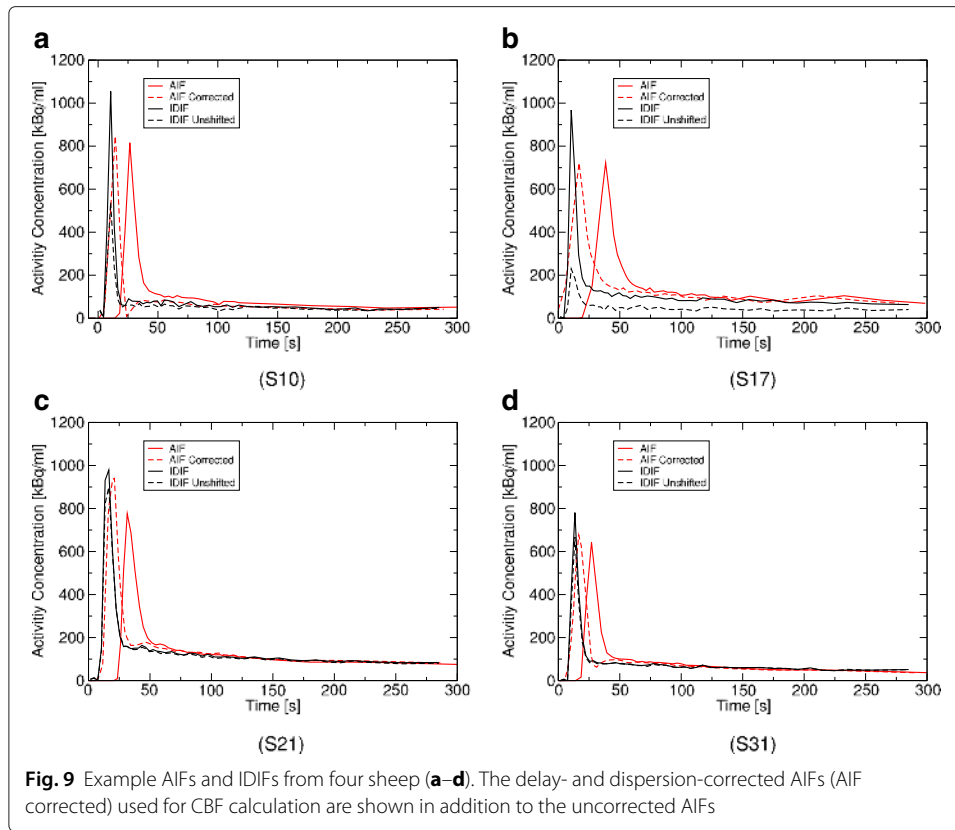 a
1200
1000
800
600
400
200
0
Activitiy Concentration [kBq/ml]
AIF
AIF Corrected
IDIF
IDIF Unshifted
0 50 100 150 200 250 300
Time [s]
(S10)
b
1200
1000
800
600
400
200
0
Activitiy Concentration [kBq/ml]
AIF
AIF Corrected
IDIF
IDIF Unshifted
0 50 100 150 200 250 300
Time [s]
(S17)
c
1200
1000
800
600
400
200
0
Activitiy Concentration [kBq/ml]
AIF
AIF Corrected
IDIF
IDIF Unshifted
0 50 100 150 200 250 300
Time [s]
(S21)
d
1200
1000
800
600
400
200
0
Activitiy Concentration [kBq/ml]
AIF
AIF Corrected
IDIF
IDIF Unshifted
0 50 100 150 200 250 300
Time [s]
(S31)
Fig. 9 Example AIFs and IDIFs from four sheep (a–d). The delay- and dispersion-corrected AIFs (AIF
corrected) used for CBF calculation are shown in addition to the uncorrected AIFs